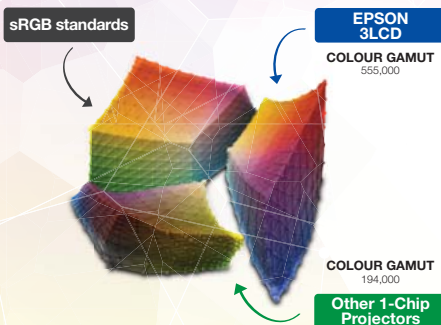 sRGB standards
EPSON
3LCD
COLOUR GAMUT
555,000
COLOUR GAMUT
194,000
Other 1-Chip
Projectors